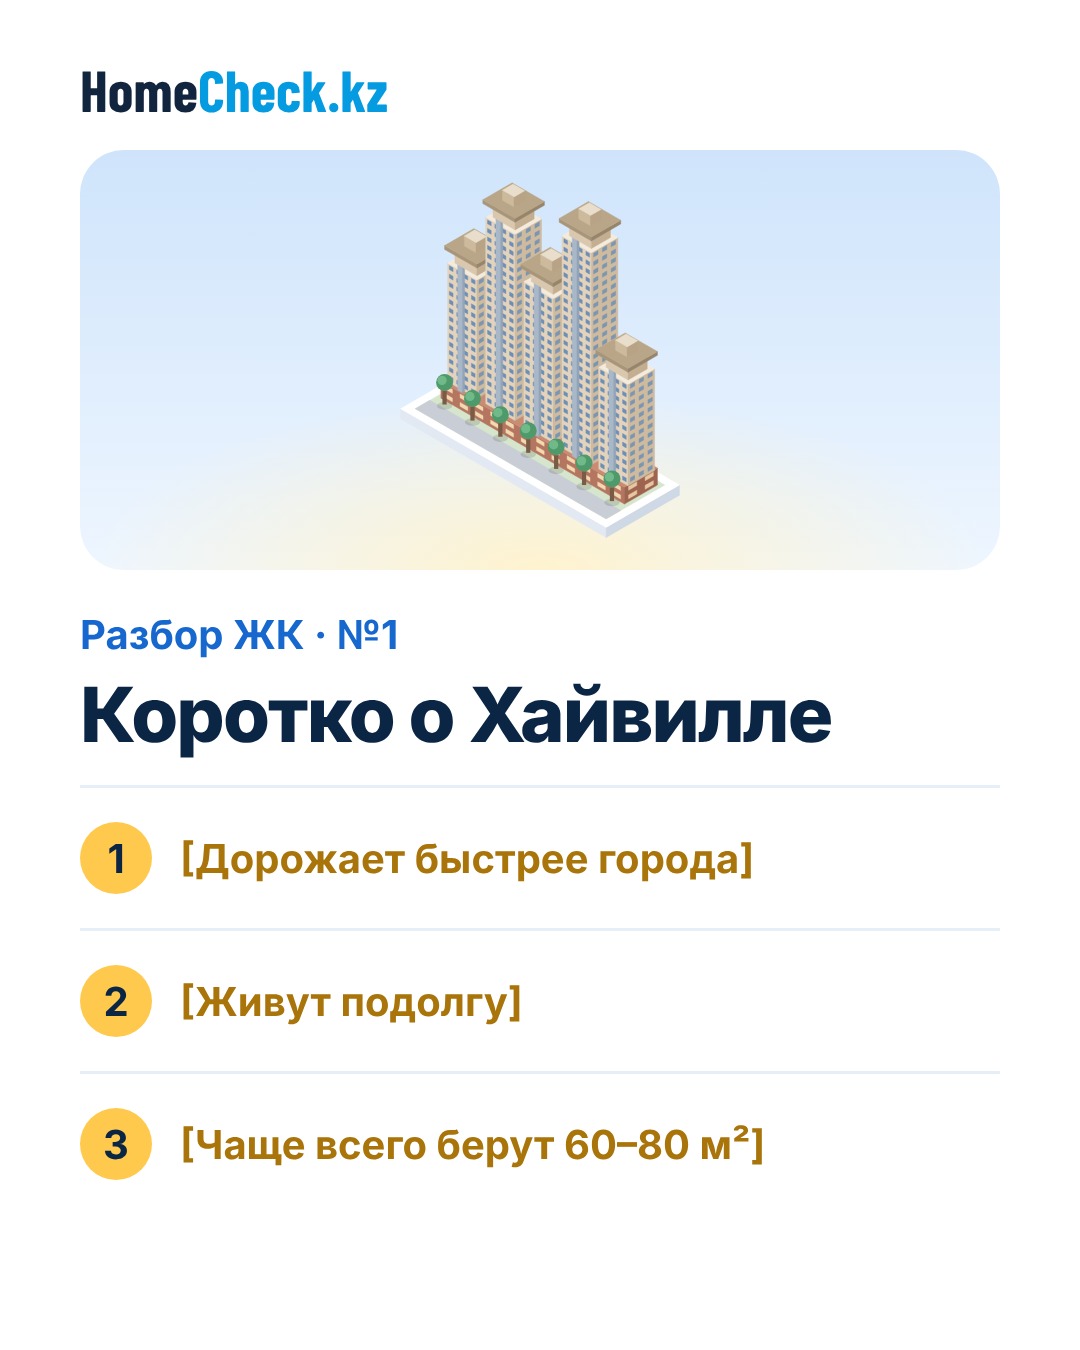 HomeCheck.kz
Разбор ЖК · №1
Коротко о Хайвилле
1 [Дорожает быстрее города]
2 [Живут подолгу]
3 [Чаще всего берут 60–80 м²]